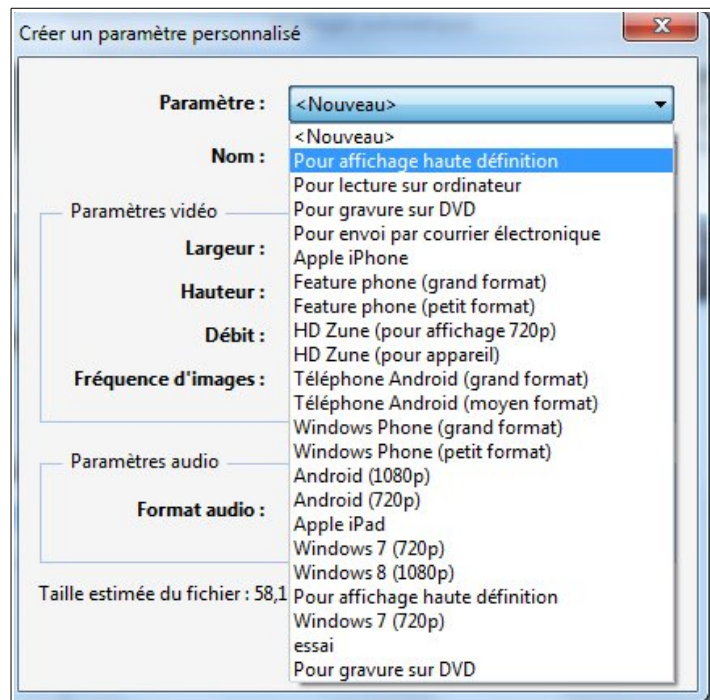 Créer un paramètre personnalisé
Paramètre :
<Nouveau>
<Nouveau>
Nom :
Pour affichage haute définition
Pour lecture sur ordinateur
Paramètres vidéo
Pour gravure sur DVD
Pour envoi par courrier électronique
Largeur :
Apple iPhone
Hauteur :
Feature phone (grand format)
Feature phone (petit format)
Débit :
HD Zune (pour affichage 720p)
HD Zune (pour appareil)
Fréquence d'images :
Téléphone Android (grand format)
Téléphone Android (moyen format)
Windows Phone (grand format)
Windows Phone (petit format)
Paramètres audio
Android (1080p)
Android (720p)
Format audio :
Apple iPad
Windows 7 (720p)
Windows 8 (1080p)
Taille estimée du fichier : 58,1
Pour affichage haute définition
Windows 7 (720p)
essai
Pour gravure sur DVD